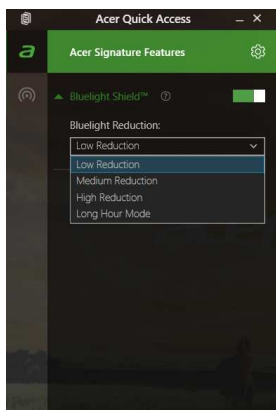 Acer Quick Access
a Acer Signature Features
Bluelight Shield™
Bluelight Reduction:
Low Reduction
Low Reduction
Medium Reduction
High Reduction
Long Hour Mode